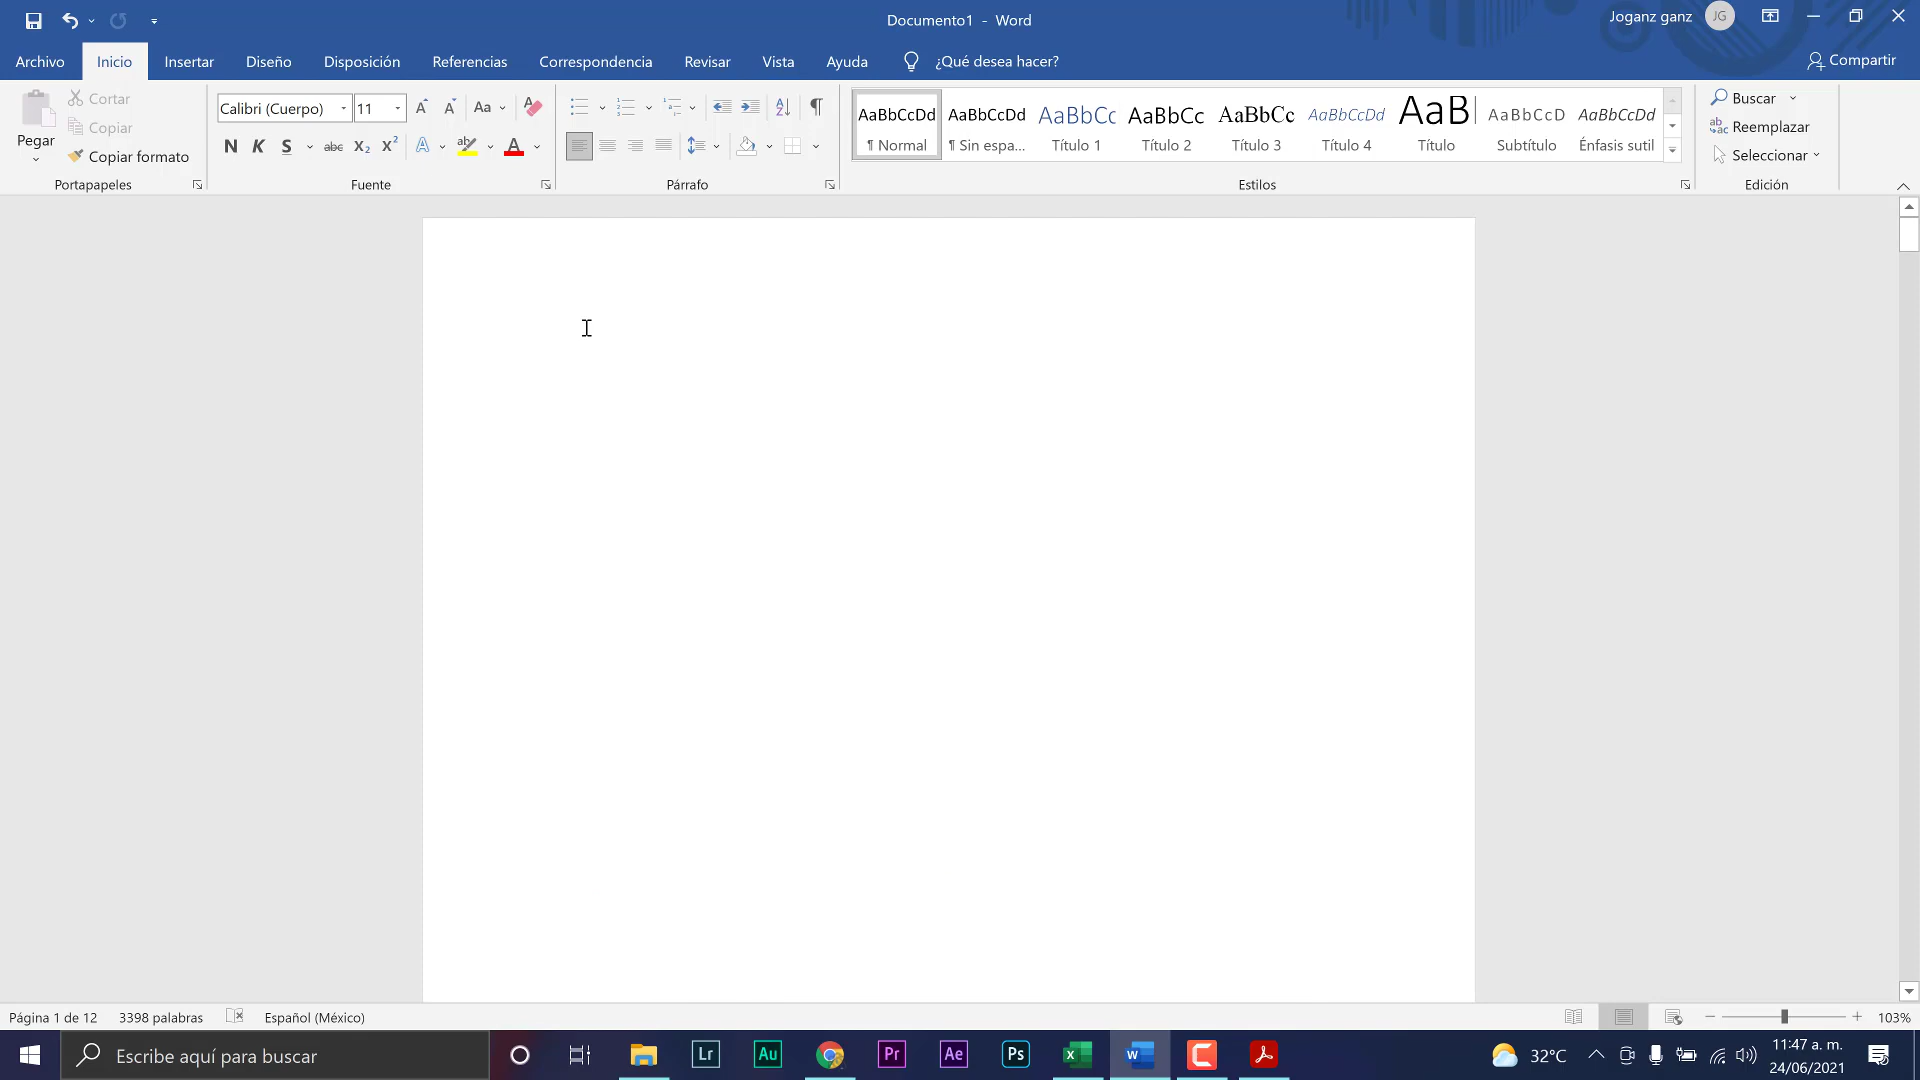 Documento1 - Word
Joganz ganz JG
Archivo Inicio Insertar Diseño Disposición Referencias Correspondencia Revisar Vista Ayuda ¿Qué desea hacer? Compartir
Pegar
Cortar
Copiar
Copiar formato
Portapapeles
Calibri (Cuerpo) 11 A A Aa A
N K S abc X₂ X² A ab A
Fuente
Párrafo
AaBbCcDd AaBbCcDd AaBbCc AaBbCc AaBbCc AaBbCcDd AaB AaBbCcD AaBbCcDd
¶ Normal ¶ Sin espa... Título 1 Título 2 Título 3 Título 4 Título Subtítulo Énfasis sutil
Estilos
Buscar
Reemplazar
Seleccionar
Edición
Página 1 de 12 3398 palabras Español (México) 103%
Escribe aquí para buscar Lr Au Pr Ae Ps X W C 32°C 11:47 a. m.
24/06/2021